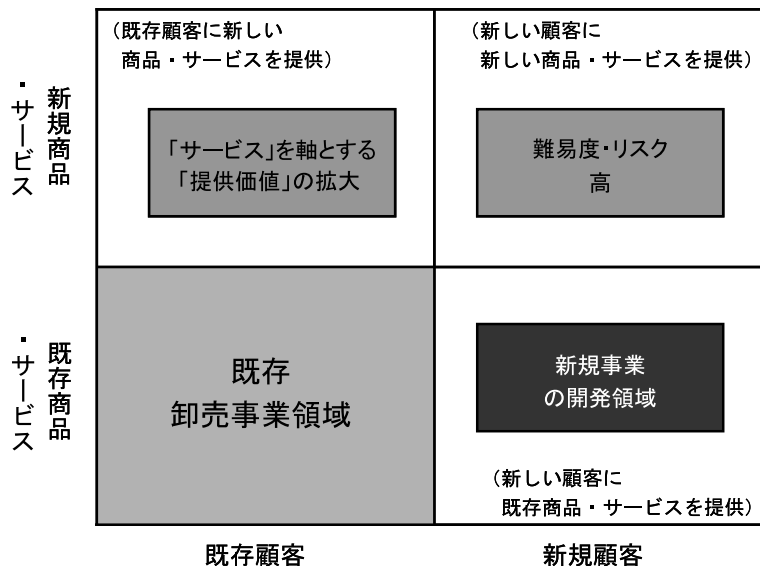 (既存顧客に新しい
商品・サービスを提供)
(新しい顧客に
新しい商品・サービスを提供)
新規商品
・サービス
「サービス」を軸とする
「提供価値」の拡大
難易度・リスク
高
既存商品
・サービス
既存
卸売事業領域
新規事業
の開発領域
(新しい顧客に
既存商品・サービスを提供)
既存顧客
新規顧客